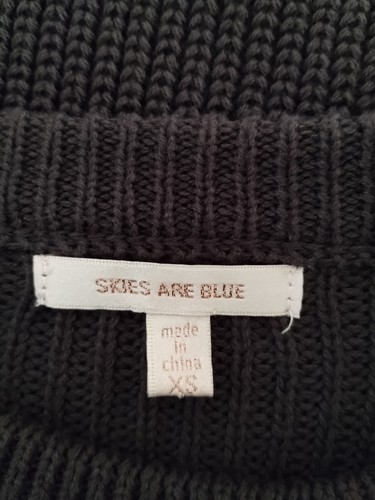 SKIES ARE BLUE
made
in
china
XS